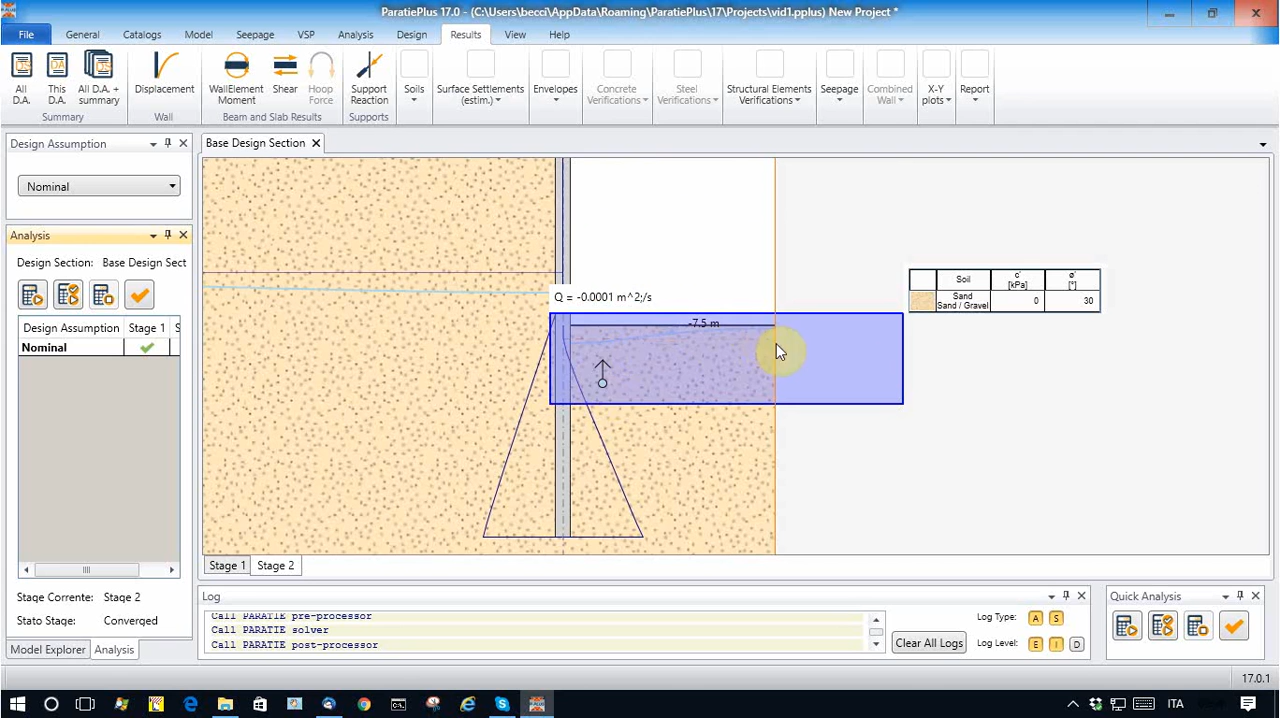 ParatiePlus 17.0 - (C:\Users\becci\AppData\Roaming\ParatiePlus\17\Projects\vid1.pplus) New Project *
File General Catalogs Model Seepage VSP Analysis Design Results View Help
All D.A.
This D.A.
All D.A. + summary
Displacement
WallElement Moment
Shear
Hoop Force
Support Reaction
Soils
Surface Settlements (estim.)
Envelopes
Concrete Verifications
Steel Verifications
Structural Elements Verifications
Seepage
Combined Wall
X-Y plots
Report
Summary
Wall
Beam and Slab Results
Supports
Design Assumption
Base Design Section
Nominal
Analysis
Design Section: Base Design Sect
Design Assumption Stage 1 S
Nominal
Q = -0.0001 m^2;/s
-7.5 m
Soil c' [kPa] ø' [°]
Sand Sand / Gravel 0 30
Stage Corrente: Stage 2
Stato Stage: Converged
Model Explorer Analysis
Stage 1 Stage 2
Log
Call PARATIE pre-processor
Call PARATIE solver
Call PARATIE post-processor
Clear All Logs
Log Type: A S
Log Level: E I D
Quick Analysis
17.0.1
ITA